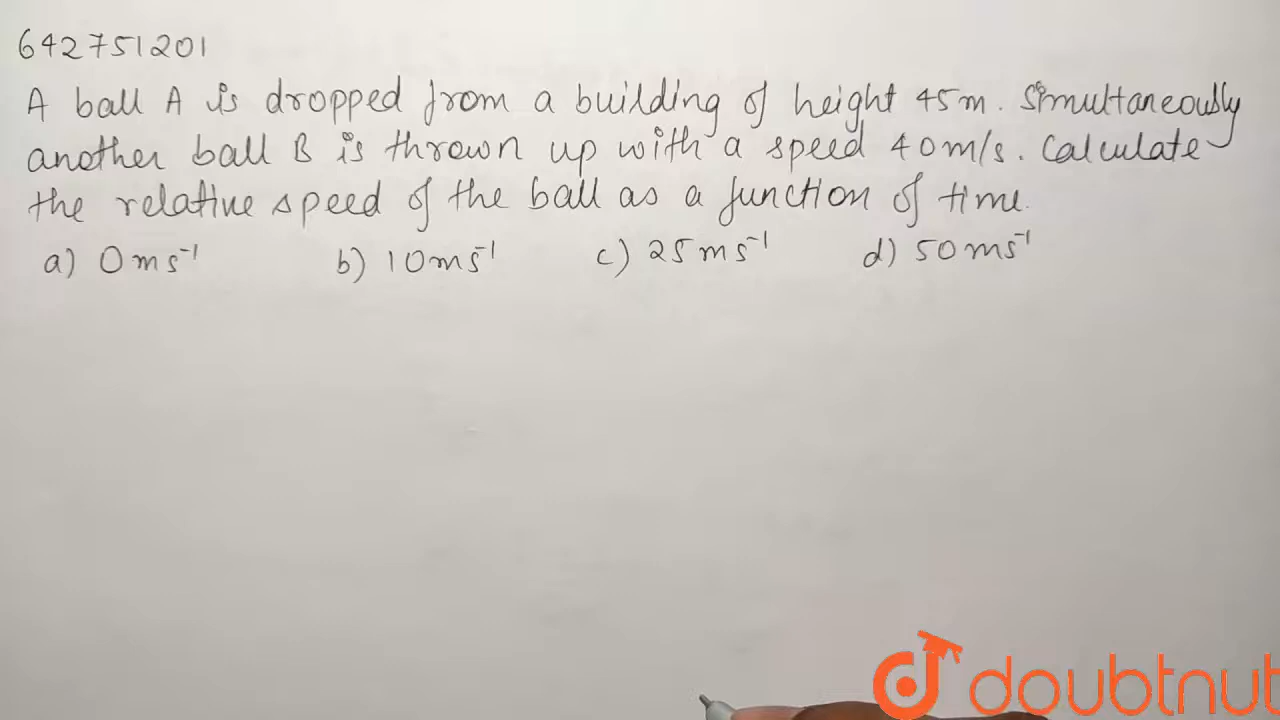 642751201
A ball A is dropped from a building of height 45m. Simultaneously
another ball B is thrown up with a speed 40m/s. Calculate
the relative speed of the ball as a function of time.
a) 0ms⁻¹ b) 10ms⁻¹ c) 25ms⁻¹ d) 50ms⁻¹
doubtnut